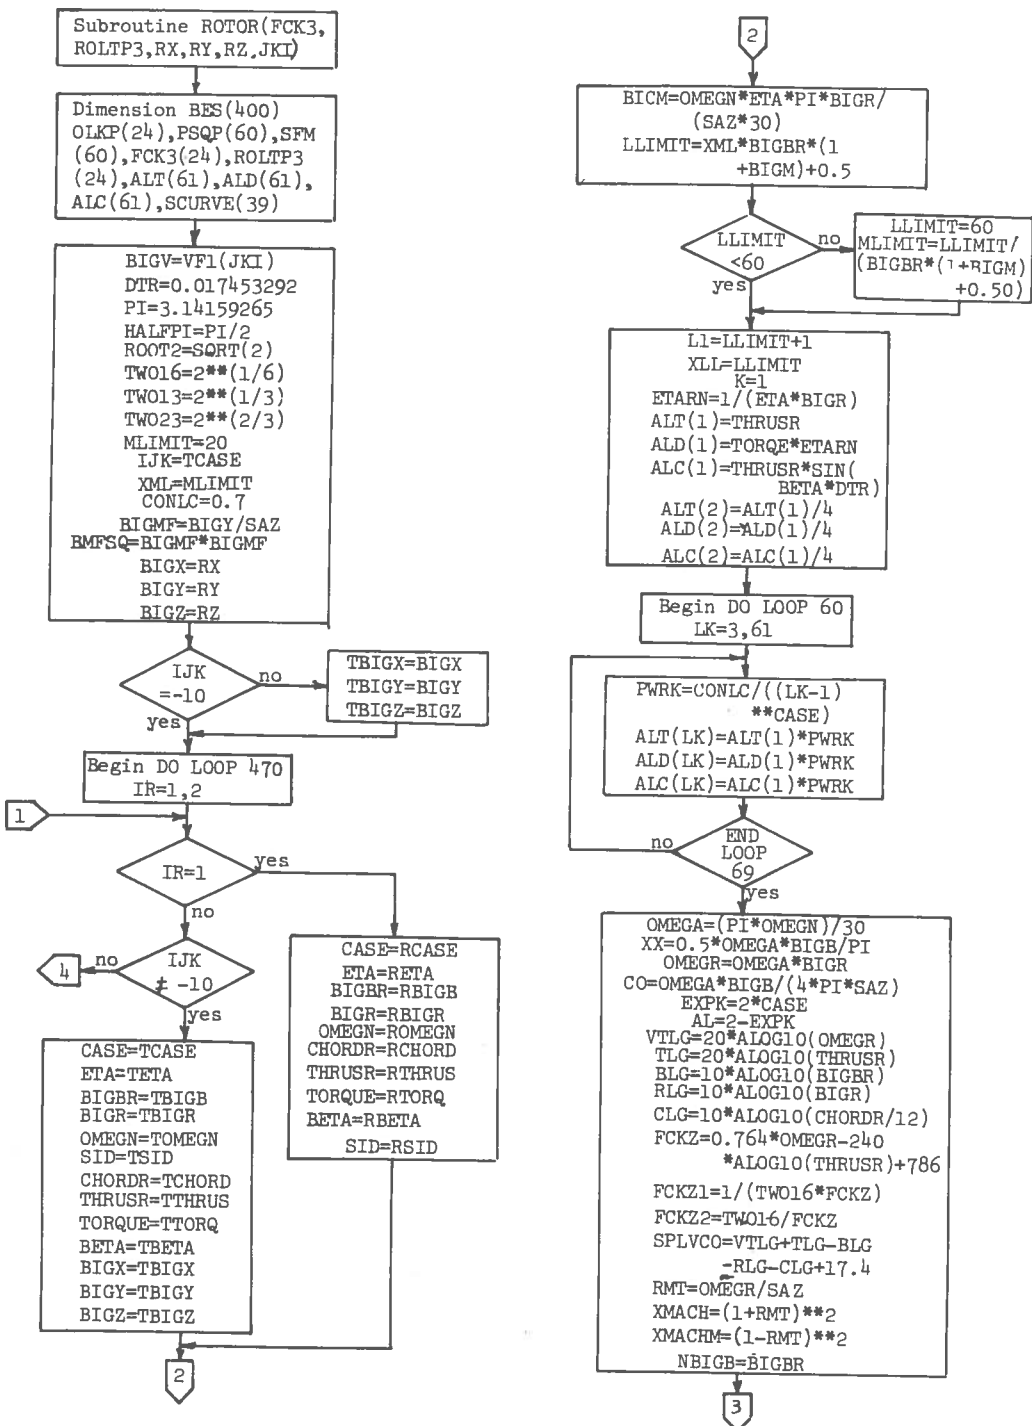 Subroutine ROTOR(FCK3,
ROLTP3,RX,RY,RZ,JKI)
Dimension BES(400)
OLKP(24),PSQP(60),SFM
(60),FCK3(24),ROLTP3
(24),ALT(61),ALD(61),
ALC(61),SCURVE(39)
BIGV=VF1(JKI)
DTR=0.017453292
PI=3.14159265
HALFPI=PI/2
ROOT2=SQRT(2)
TWO16=2**(1/6)
TWO13=2**(1/3)
TWO23=2**(2/3)
MLIMIT=20
IJK=TCASE
XML=MLIMIT
CONLC=0.7
BIGMF=BIGY/SAZ
BMFSQ=BIGMF*BIGMF
BIGX=RX
BIGY=RY
BIGZ=RZ
IJK
=-10
no
yes
TBIGX=BIGX
TBIGY=BIGY
TBIGZ=BIGZ
Begin DO LOOP 470
IR=1,2
1
IR=1
yes
no
IJK
≠ -10
no
4
yes
CASE=TCASE
ETA=TETA
BIGBR=TBIGB
BIGR=TBIGR
OMEGN=TOMEGN
SID=TSID
CHORDR=TCHORD
THRUSR=TTHRUS
TORQUE=TTORQ
BETA=TBETA
BIGX=TBIGX
BIGY=TBIGY
BIGZ=TBIGZ
CASE=RCASE
ETA=RETA
BIGBR=RBIGB
BIGR=RBIGR
OMEGN=ROMEGN
CHORDR=RCHORD
THRUSR=RTHRUS
TORQUE=RTORQ
BETA=RBETA
SID=RSID
2
2
BICM=OMEGN*ETA*PI*BIGR/
(SAZ*30)
LLIMIT=XML*BIGBR*(1
+BIGM)+0.5
LLIMIT
<60
no
yes
LLIMIT=60
MLIMIT=LLIMIT/
(BIGBR*(1+BIGM)
+0.50)
L1=LLIMIT+1
XLL=LLIMIT
K=1
ETARN=1/(ETA*BIGR)
ALT(1)=THRUSR
ALD(1)=TORQE*ETARN
ALC(1)=THRUSR*SIN(
BETA*DTR)
ALT(2)=ALT(1)/4
ALD(2)=ALD(1)/4
ALC(2)=ALC(1)/4
Begin DO LOOP 60
LK=3,61
PWRK=CONLC/((LK-1)
**CASE)
ALT(LK)=ALT(1)*PWRK
ALD(LK)=ALD(1)*PWRK
ALC(LK)=ALC(1)*PWRK
no
END
LOOP
69
yes
OMEGA=(PI*OMEGN)/30
XX=0.5*OMEGA*BIGB/PI
OMEGR=OMEGA*BIGR
CO=OMEGA*BIGB/(4*PI*SAZ)
EXPK=2*CASE
AL=2-EXPK
VTLG=20*ALOG10(OMEGR)
TLG=20*ALOG10(THRUSR)
BLG=10*ALOG10(BIGBR)
RLG=10*ALOG10(BIGR)
CLG=10*ALOG10(CHORDR/12)
FCKZ=0.764*OMEGR-240
*ALOG10(THRUSR)+786
FCKZ1=1/(TWO16*FCKZ)
FCKZ2=TWO16/FCKZ
SPLVCO=VTLG+TLG-BLG
-RLG-CLG+17.4
RMT=OMEGR/SAZ
XMACH=(1+RMT)**2
XMACHM=(1-RMT)**2
NBIGB=BIGBR
3